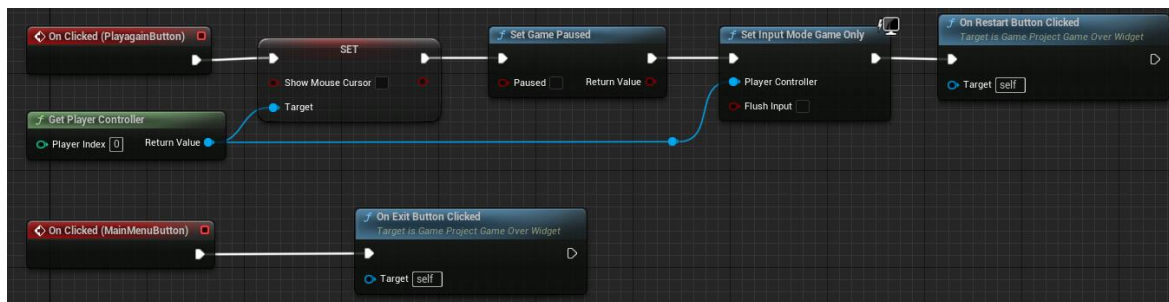 On Clicked (PlayagainButton)
SET
Show Mouse Cursor
Target
Set Game Paused
Paused
Return Value
Set Input Mode Game Only
Player Controller
Flush Input
On Restart Button Clicked
Target is Game Project Game Over Widget
Target self
Get Player Controller
Player Index 0
Return Value
On Clicked (MainMenuButton)
On Exit Button Clicked
Target is Game Project Game Over Widget
Target self